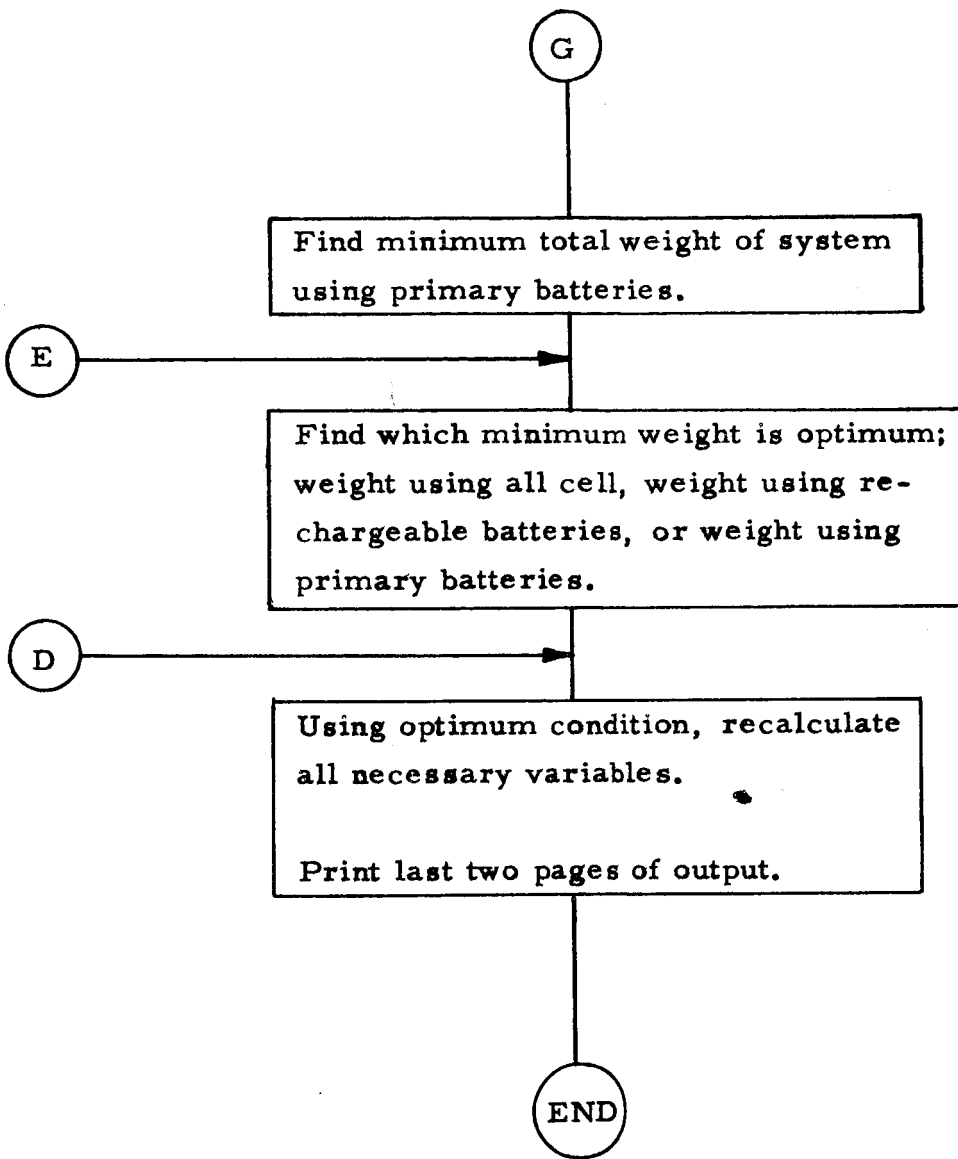 G
Find minimum total weight of system
using primary batteries.
E
Find which minimum weight is optimum;
weight using all cell, weight using re-
chargeable batteries, or weight using
primary batteries.
D
Using optimum condition, recalculate
all necessary variables.
Print last two pages of output.
END